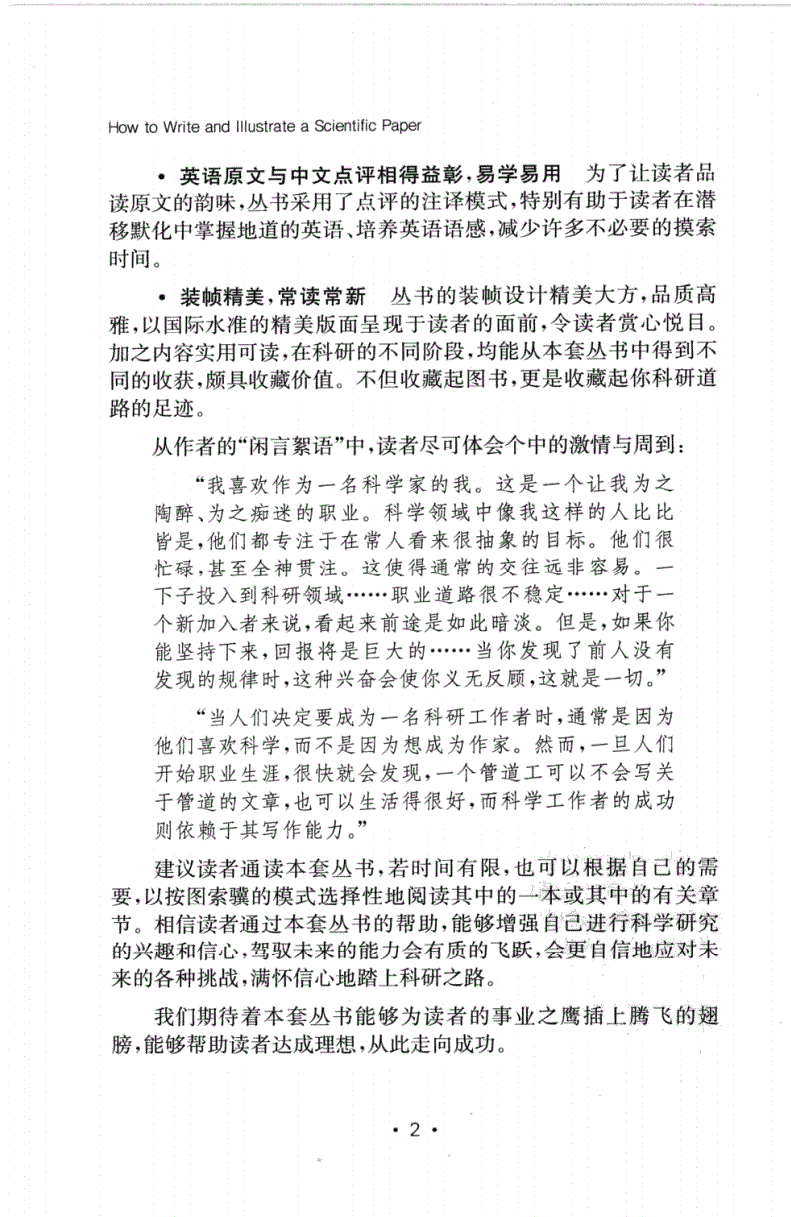 How to Write and Illustrate a Scientific Paper
• 英语原文与中文点评相得益彰,易学易用 为了让读者品
读原文的韵味,丛书采用了点评的注译模式,特别有助于读者在潜
移默化中掌握地道的英语、培养英语语感,减少许多不必要的摸索
时间。
• 装帧精美,常读常新 丛书的装帧设计精美大方,品质高
雅,以国际水准的精美版面呈现于读者的面前,令读者赏心悦目。
加之内容实用可读,在科研的不同阶段,均能从本套丛书中得到不
同的收获,颇具收藏价值。不但收藏起图书,更是收藏起你科研道
路的足迹。
从作者的“闲言絮语”中,读者尽可体会个中的激情与周到:
“我喜欢作为一名科学家的我。这是一个让我为之
陶醉、为之痴迷的职业。科学领域中像我这样的人比比
皆是,他们都专注于在常人看来很抽象的目标。他们很
忙碌,甚至全神贯注。这使得通常的交往远非容易。一
下子投入到科研领域……职业道路很不稳定……对于一
个新加入者来说,看起来前途是如此暗淡。但是,如果你
能坚持下来,回报将是巨大的……当你发现了前人没有
发现的规律时,这种兴奋会使你义无反顾,这就是一切。”
“当人们决定要成为一名科研工作者时,通常是因为
他们喜欢科学,而不是因为想成为作家。然而,一旦人们
开始职业生涯,很快就会发现,一个管道工可以不会写关
于管道的文章,也可以生活得很好,而科学工作者的成功
则依赖于其写作能力。”
建议读者通读本套丛书,若时间有限,也可以根据自己的需
要,以按图索骥的模式选择性地阅读其中的一本或其中的有关章
节。相信读者通过本套丛书的帮助,能够增强自己进行科学研究
的兴趣和信心,驾驭未来的能力会有质的飞跃,会更自信地应对未
来的各种挑战,满怀信心地踏上科研之路。
我们期待着本套丛书能够为读者的事业之鹰插上腾飞的翅
膀,能够帮助读者达成理想,从此走向成功。
• 2 •